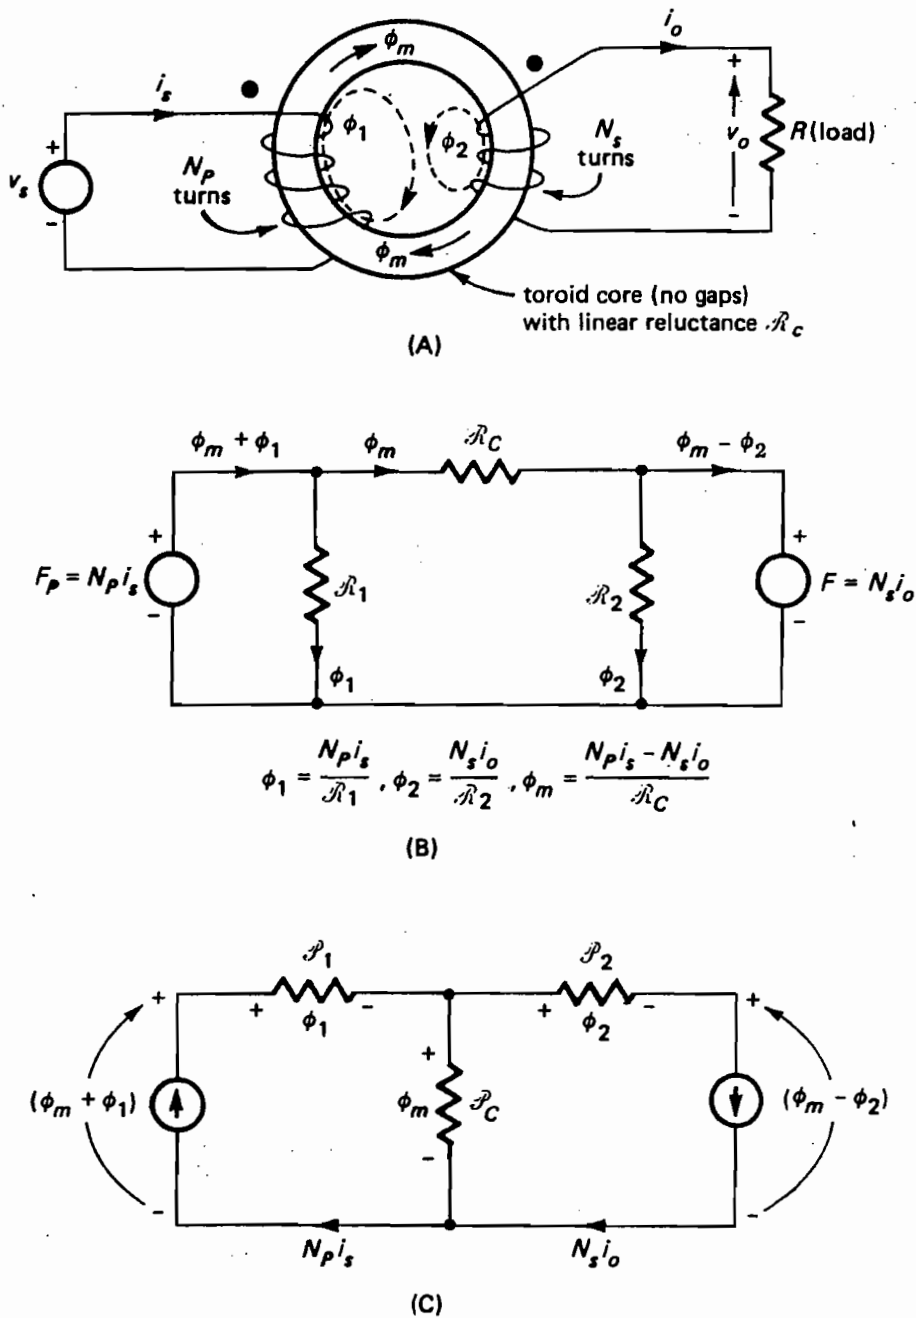 i_o
ϕ_m
+
i_s
ϕ_1
ϕ_2
N_s
turns
v_o
R (load)
+
v_s
-
N_P
turns
-
ϕ_m
toroid core (no gaps)
with linear reluctance ℛ_c
(A)
ϕ_m + ϕ_1
ϕ_m
ℛ_C
ϕ_m − ϕ_2
+
+
F_P = N_P i_s
ℛ_1
ℛ_2
F = N_s i_o
-
-
ϕ_1
ϕ_2
ϕ_1 = N_P i_s / ℛ_1 , ϕ_2 = N_s i_o / ℛ_2 , ϕ_m = N_P i_s − N_s i_o / ℛ_C
(B)
𝒫_1
𝒫_2
+
+ ϕ_1 -
+ ϕ_2 -
+
+
(ϕ_m + ϕ_1)
ϕ_m
𝒫_C
(ϕ_m − ϕ_2)
-
-
-
N_P i_s
N_s i_o
(C)